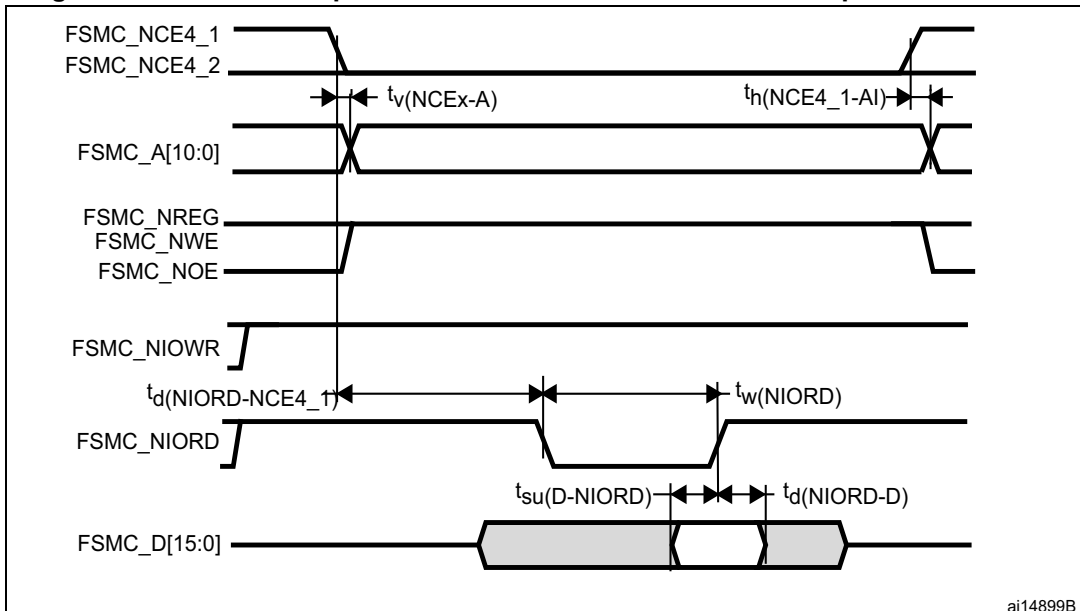 FSMC_NCE4_1
FSMC_NCE4_2
tv(NCEx-A)
th(NCE4_1-AI)
FSMC_A[10:0]
FSMC_NREG
FSMC_NWE
FSMC_NOE
FSMC_NIOWR
td(NIORD-NCE4_1)
tw(NIORD)
FSMC_NIORD
tsu(D-NIORD)
td(NIORD-D)
FSMC_D[15:0]
ai14899B